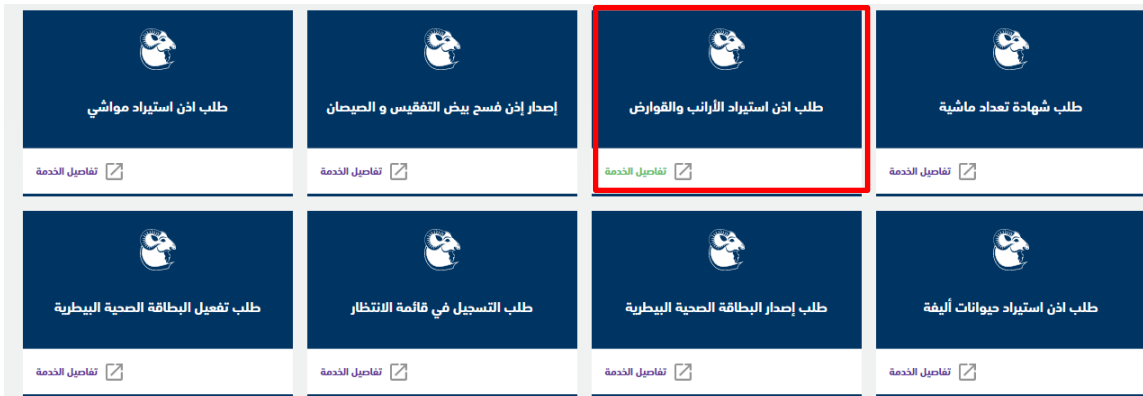 طلب شهادة تعداد ماشية
طلب اذن استيراد الأرانب والقوارض
إصدار إذن فسح بيض التفقيس و الصيصان
طلب اذن استيراد مواشي
تفاصيل الخدمة
تفاصيل الخدمة
تفاصيل الخدمة
تفاصيل الخدمة
طلب اذن استيراد حيوانات أليفة
طلب إصدار البطاقة الصحية البيطرية
طلب التسجيل في قائمة الانتظار
طلب تفعيل البطاقة الصحية البيطرية
تفاصيل الخدمة
تفاصيل الخدمة
تفاصيل الخدمة
تفاصيل الخدمة